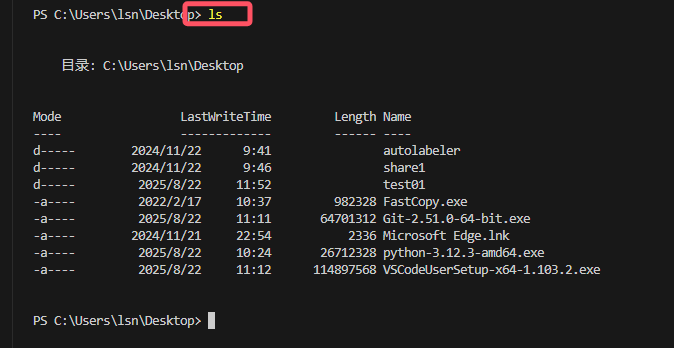 PS C:\Users\lsn\Desktop> ls
目录: C:\Users\lsn\Desktop
Mode LastWriteTime Length Name
---- ------------- ------ ----
d----- 2024/11/22 9:41 autolabeler
d----- 2024/11/22 9:46 share1
d----- 2025/8/22 11:52 test01
-a---- 2022/2/17 10:37 982328 FastCopy.exe
-a---- 2025/8/22 11:11 64701312 Git-2.51.0-64-bit.exe
-a---- 2024/11/21 22:54 2336 Microsoft Edge.lnk
-a---- 2025/8/22 10:24 26712328 python-3.12.3-amd64.exe
-a---- 2025/8/22 11:12 114897568 VSCodeUserSetup-x64-1.103.2.exe
PS C:\Users\lsn\Desktop>